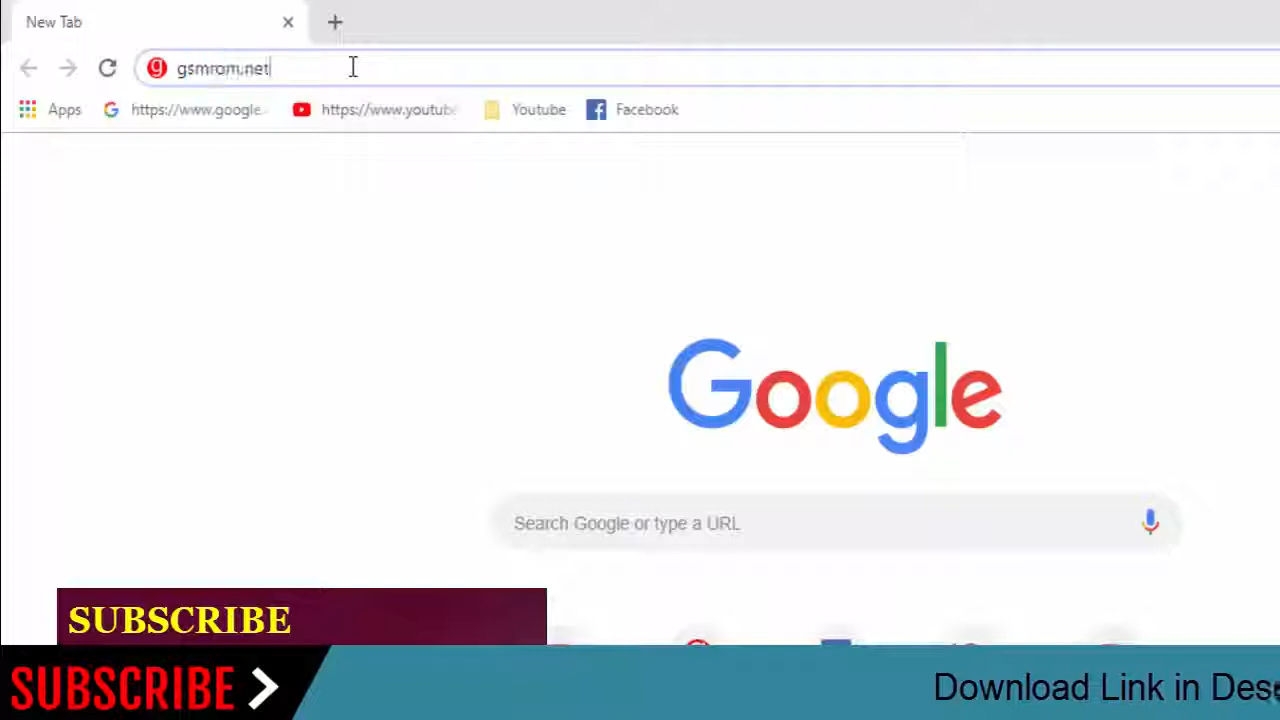 New Tab
gsmrom.net
Apps
https://www.google.
https://www.youtube
Youtube
Facebook
Google
Search Google or type a URL
SUBSCRIBE
SUBSCRIBE
Download Link in Des